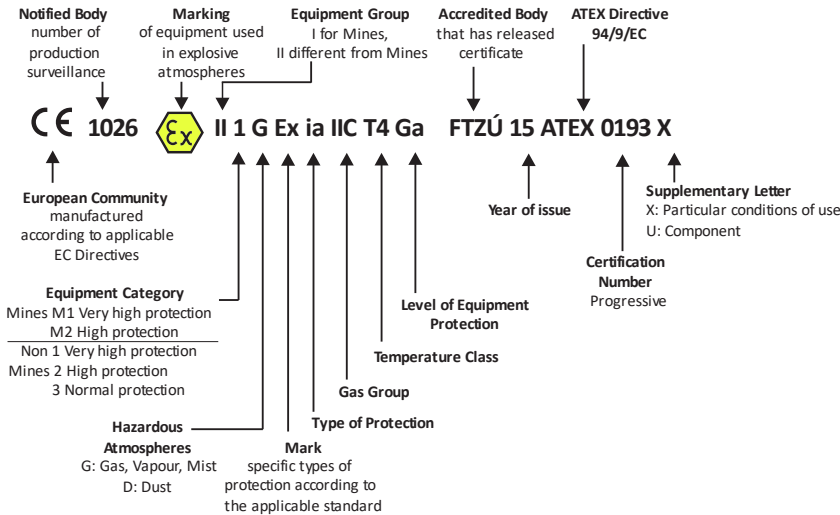 Notified Body
number of
production
surveillance
Marking
of equipment used
in explosive
atmospheres
Equipment Group
I for Mines,
II different from Mines
Accredited Body
that has released
certificate
ATEX Directive
94/9/EC
CE 1026 Ex II 1 G Ex ia IIC T4 Ga FTZÚ 15 ATEX 0193 X
European Community
manufactured
according to applicable
EC Directives
Year of issue
Supplementary Letter
X: Particular conditions of use
U: Component
Certification
Number
Progressive
Equipment Category
Mines M1 Very high protection
M2 High protection
Non 1 Very high protection
Mines 2 High protection
3 Normal protection
Level of Equipment
Protection
Temperature Class
Gas Group
Type of Protection
Hazardous
Atmospheres
G: Gas, Vapour, Mist
D: Dust
Mark
specific types of
protection according to
the applicable standard